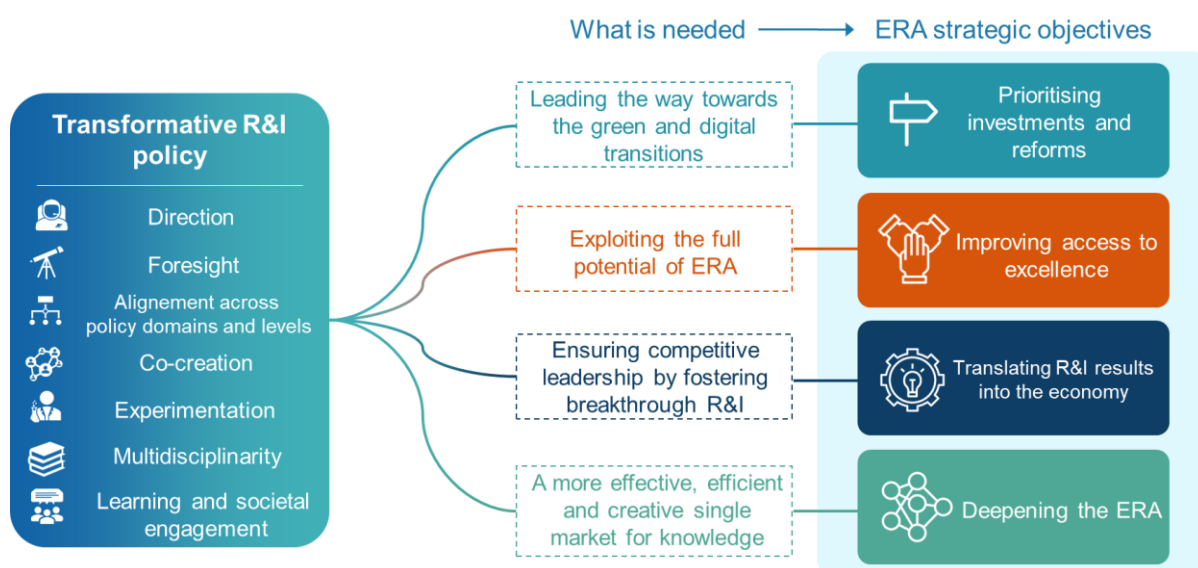 What is needed
ERA strategic objectives
Transformative R&I
policy
Direction
Foresight
Alignement across
policy domains and levels
Co-creation
Experimentation
Multidisciplinarity
Learning and societal
engagement
Leading the way towards
the green and digital
transitions
Prioritising
investments and
reforms
Exploiting the full
potential of ERA
Improving access to
excellence
Ensuring competitive
leadership by fostering
breakthrough R&I
Translating R&I results
into the economy
A more effective, efficient
and creative single
market for knowledge
Deepening the ERA